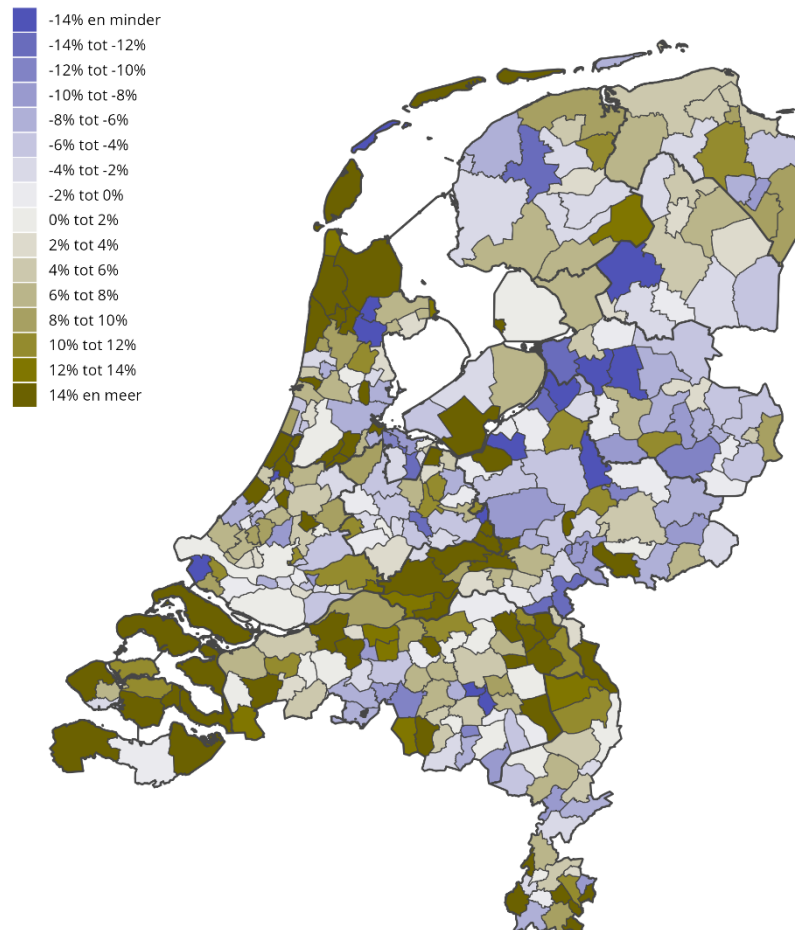 -14% en minder
-14% tot -12%
-12% tot -10%
-10% tot -8%
-8% tot -6%
-6% tot -4%
-4% tot -2%
-2% tot 0%
0% tot 2%
2% tot 4%
4% tot 6%
6% tot 8%
8% tot 10%
10% tot 12%
12% tot 14%
14% en meer